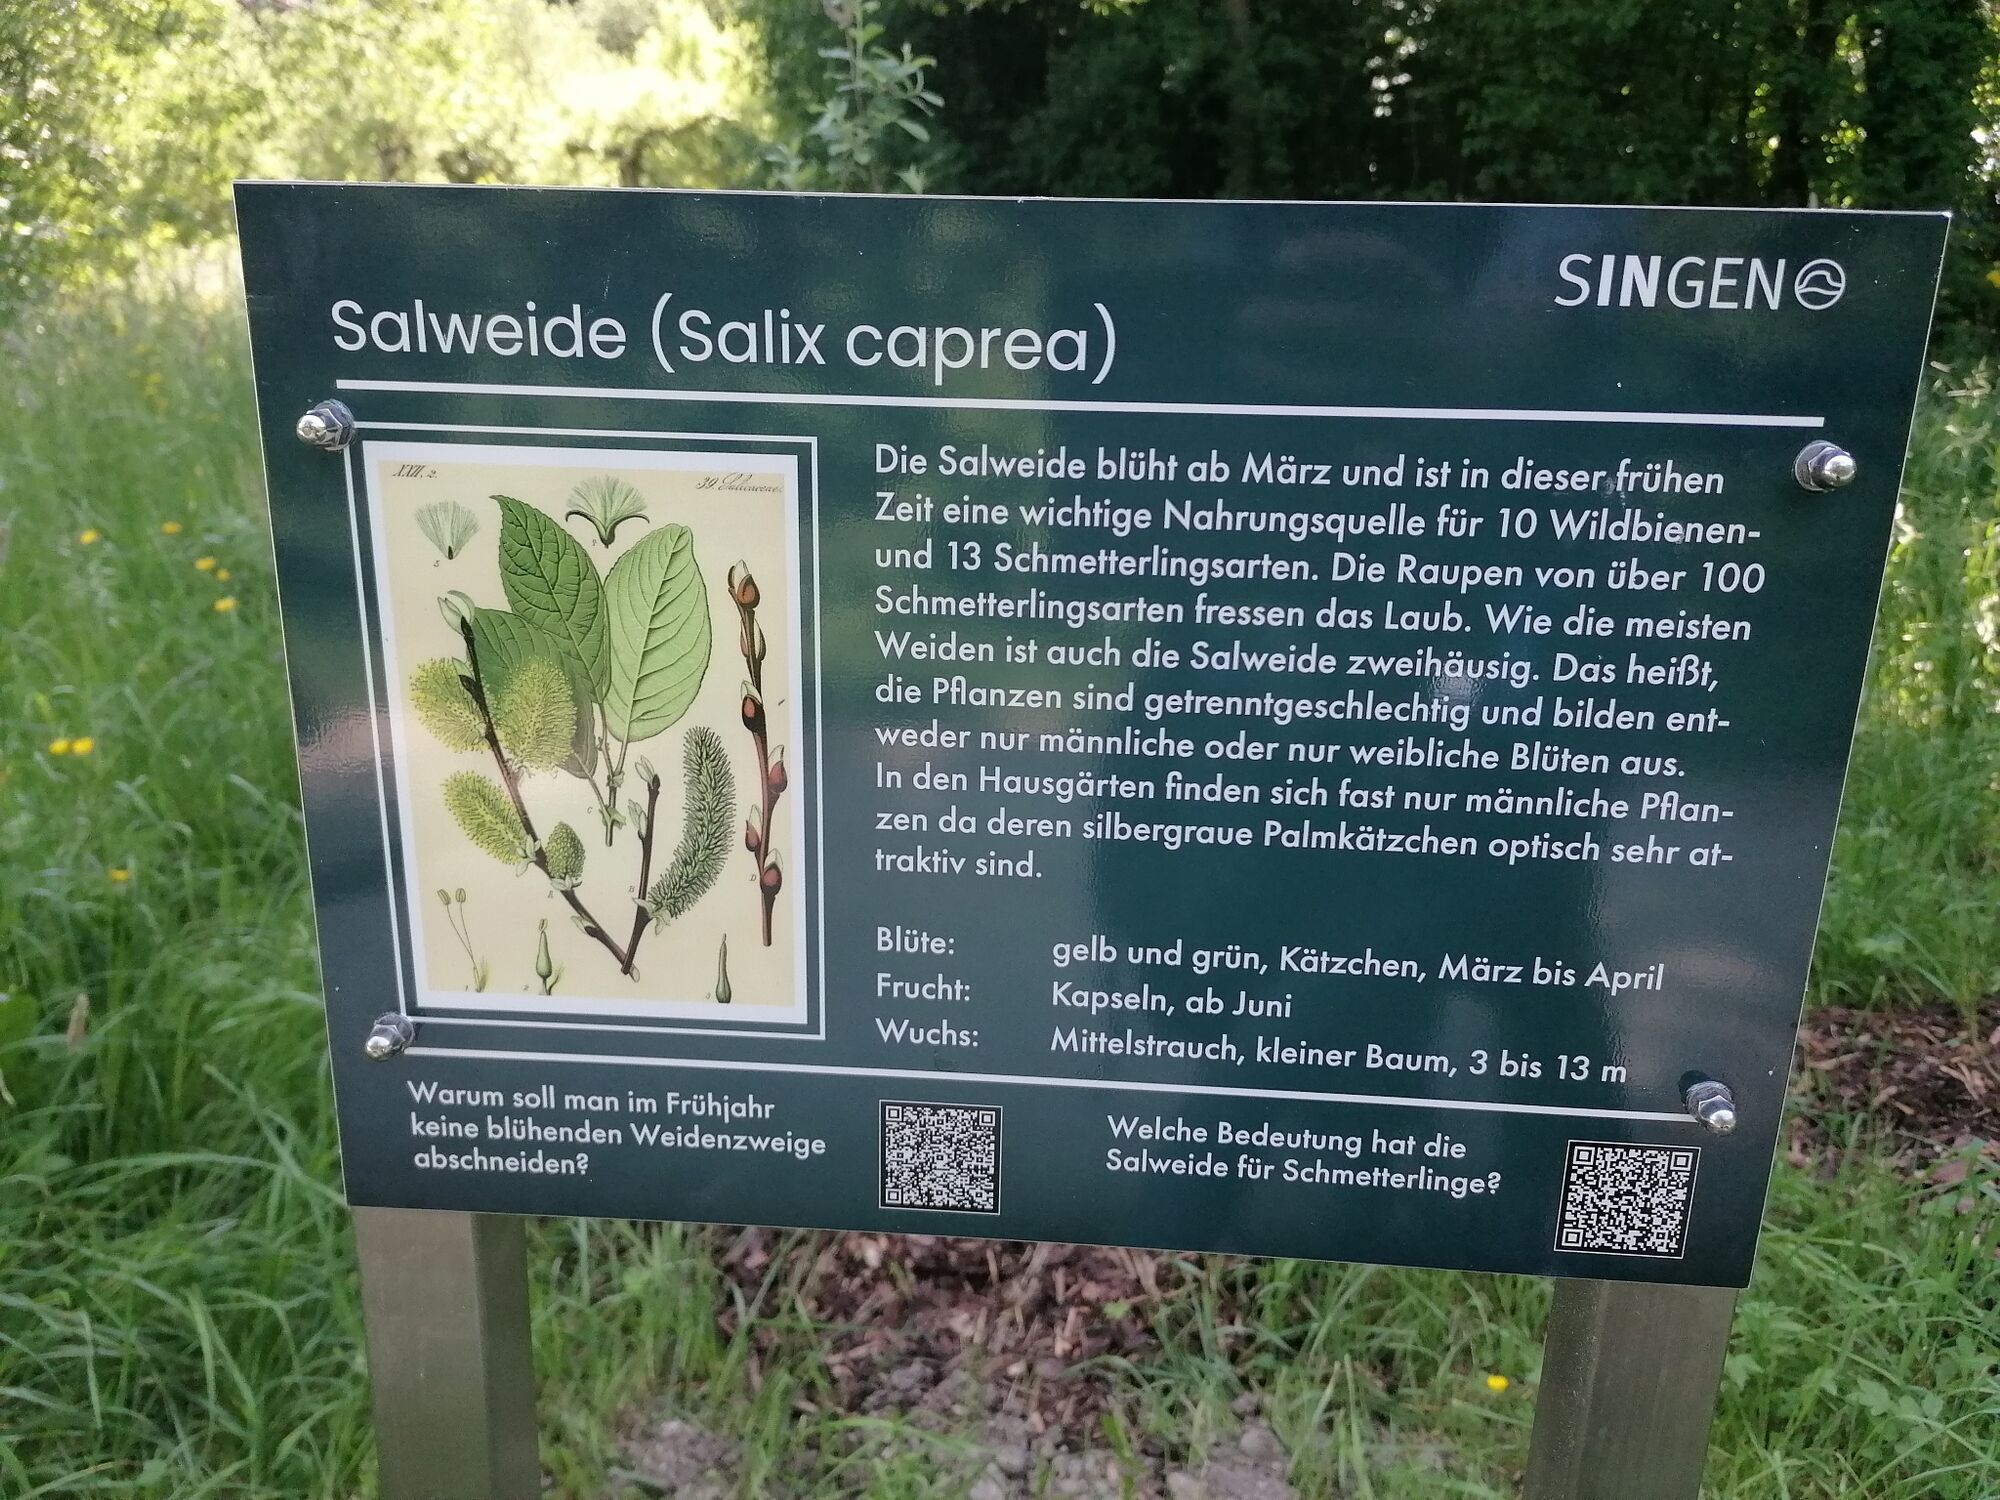 SINGEN
Salweide (Salix caprea)
XXII, 2.
39. Salicaceae.
Die Salweide blüht ab März und ist in dieser frühen
Zeit eine wichtige Nahrungsquelle für 10 Wildbienen-
und 13 Schmetterlingsarten. Die Raupen von über 100
Schmetterlingsarten fressen das Laub. Wie die meisten
Weiden ist auch die Salweide zweihäusig. Das heißt,
die Pflanzen sind getrenntgeschlechtig und bilden ent-
weder nur männliche oder nur weibliche Blüten aus.
In den Hausgärten finden sich fast nur männliche Pflan-
zen da deren silbergraue Palmkätzchen optisch sehr at-
traktiv sind.
Blüte: gelb und grün, Kätzchen, März bis April
Frucht: Kapseln, ab Juni
Wuchs: Mittelstrauch, kleiner Baum, 3 bis 13 m
Warum soll man im Frühjahr
keine blühenden Weidenzweige
abschneiden?
Welche Bedeutung hat die
Salweide für Schmetterlinge?